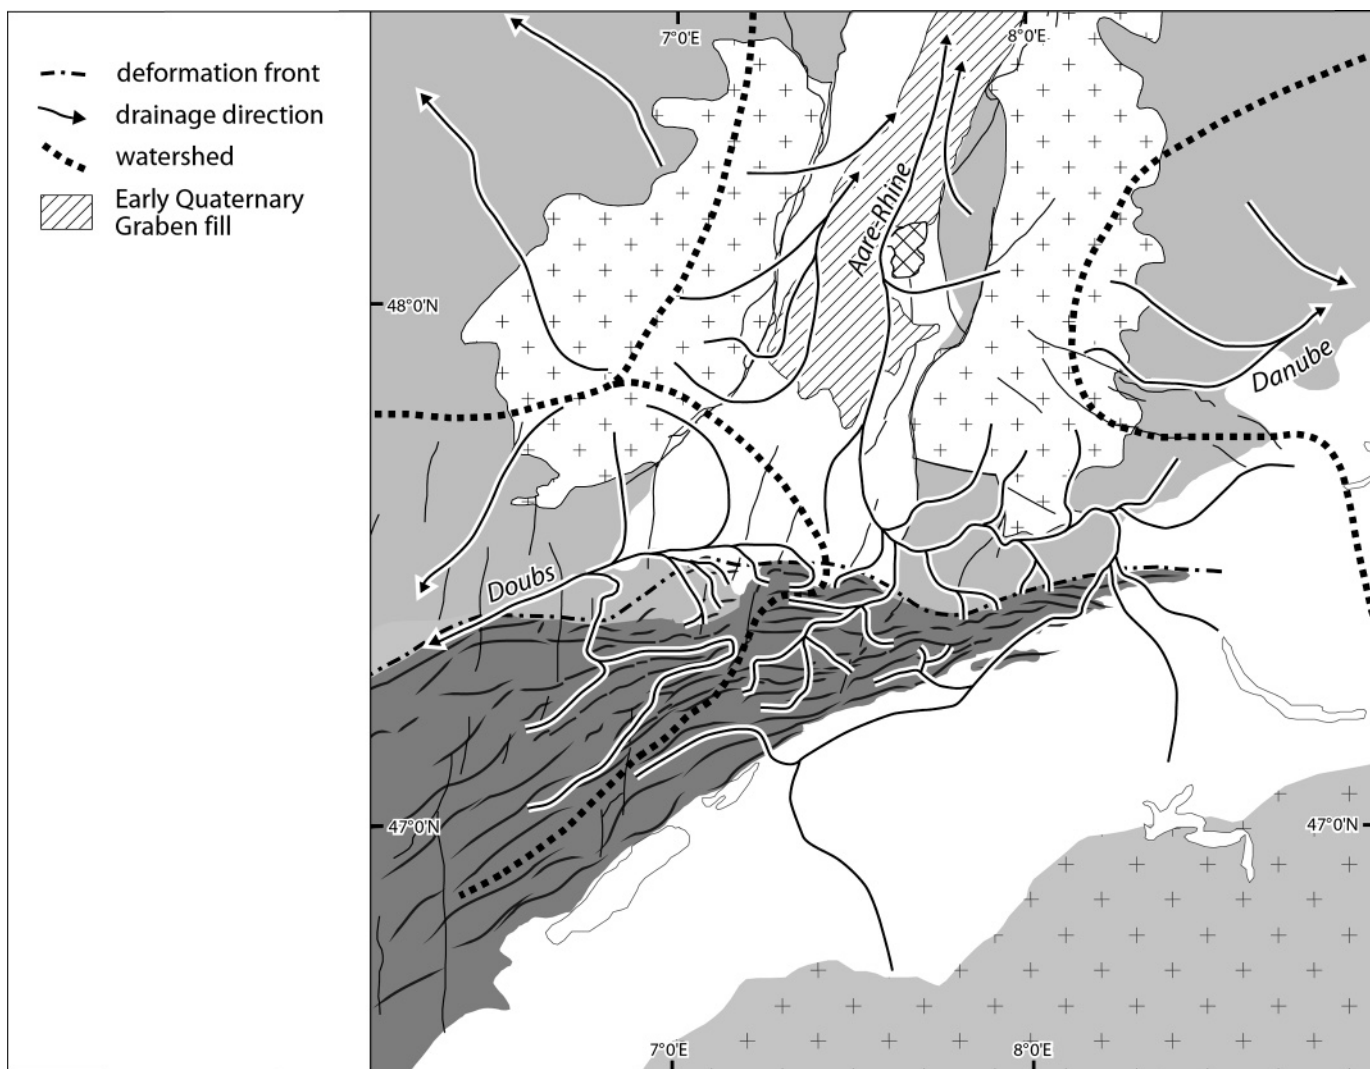 deformation front
drainage direction
watershed
Early Quaternary
Graben fill
7°0'E
8°0'E
Aare-Rhine
48°0'N
Danube
Doubs
47°0'N
47°0'N
7°0'E
8°0'E